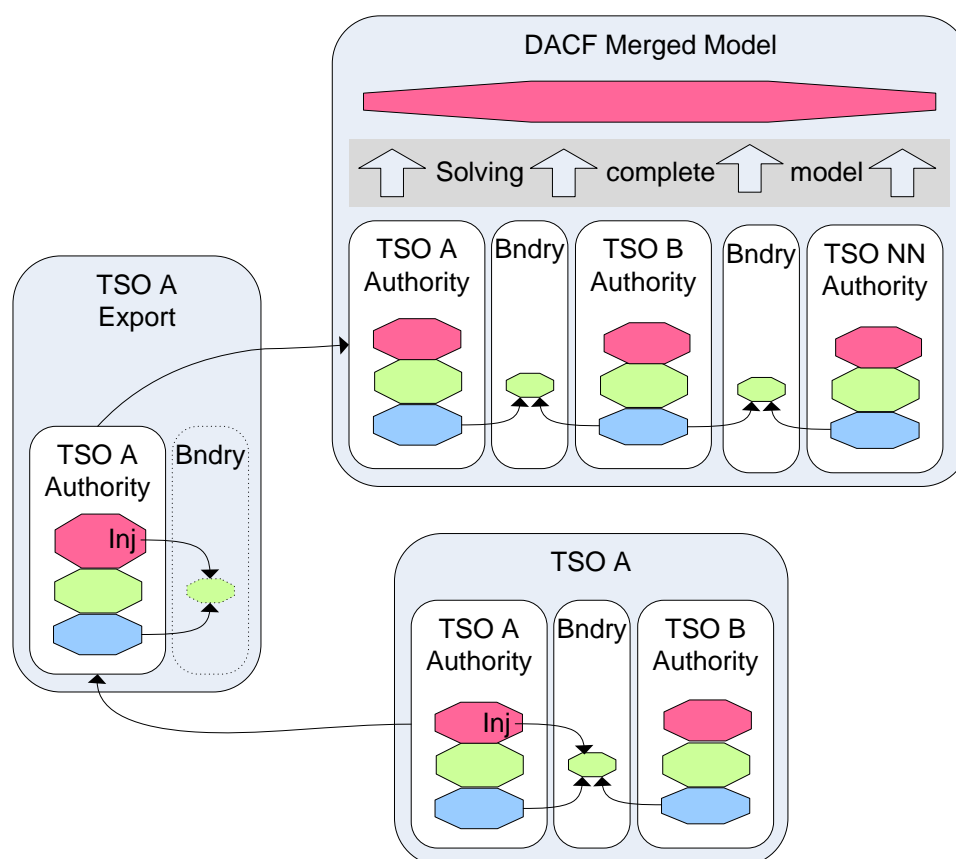 DACF Merged Model
Solving complete model
TSO A
Authority
Bndry
TSO B
Authority
Bndry
TSO NN
Authority
TSO A
Export
TSO A
Authority
Bndry
Inj
TSO A
TSO A
Authority
Bndry
TSO B
Authority
Inj